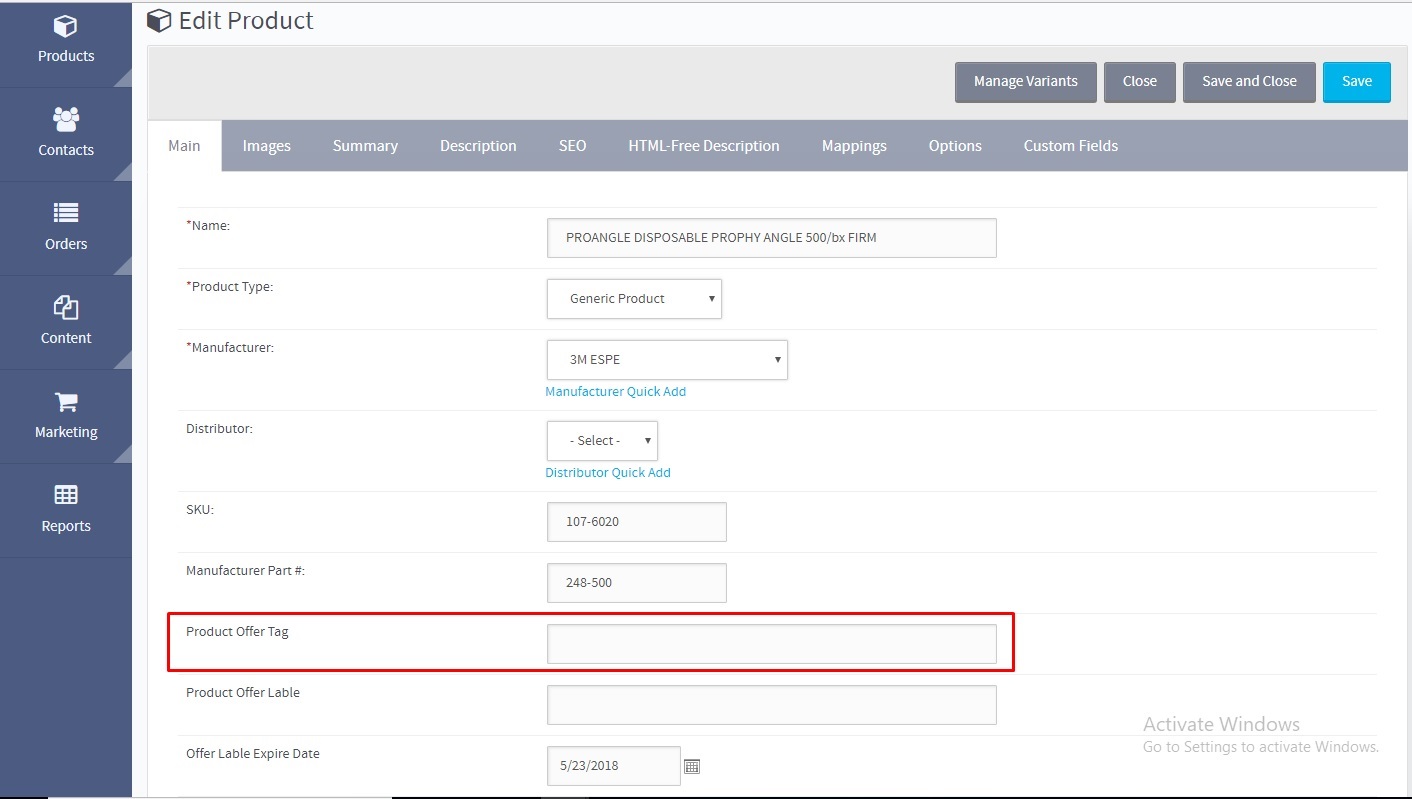 Edit Product
Products
Contacts
Orders
Content
Marketing
Reports
Manage Variants Close Save and Close Save
Main Images Summary Description SEO HTML-Free Description Mappings Options Custom Fields
*Name: PROANGLE DISPOSABLE PROPHY ANGLE 500/bx FIRM
*Product Type: Generic Product
*Manufacturer: 3M ESPE
Manufacturer Quick Add
Distributor: - Select -
Distributor Quick Add
SKU: 107-6020
Manufacturer Part #: 248-500
Product Offer Tag
Product Offer Lable
Offer Lable Expire Date 5/23/2018
Activate Windows
Go to Settings to activate Windows.